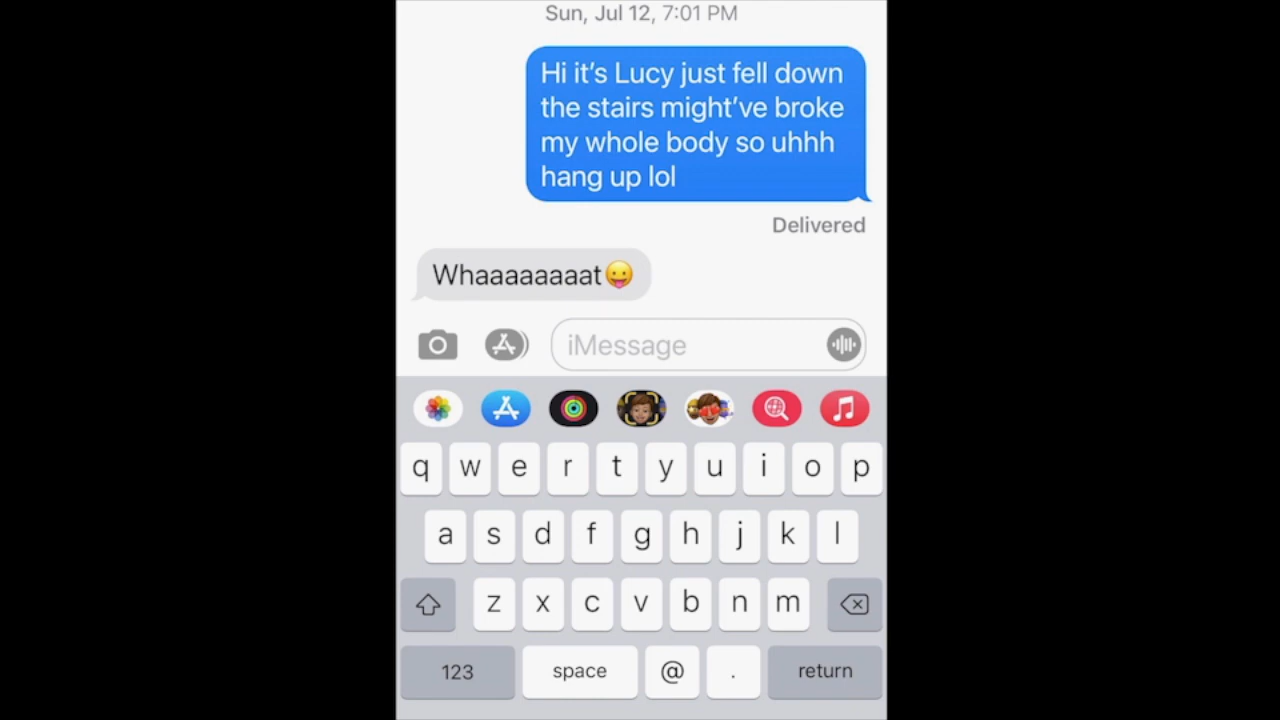 Sun, Jul 12, 7:01 PM
Hi it’s Lucy just fell down
the stairs might’ve broke
my whole body so uhhh
hang up lol
Delivered
Whaaaaaaaat😛
iMessage
q w e r t y u i o p
a s d f g h j k l
z x c v b n m
123 space @ . return